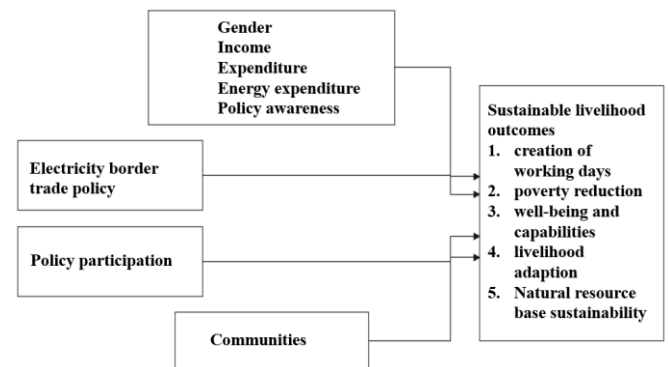 Gender
Income
Expenditure
Energy expenditure
Policy awareness
Electricity border
trade policy
Policy participation
Communities
Sustainable livelihood
outcomes
1. creation of
working days
2. poverty reduction
3. well-being and
capabilities
4. livelihood
adaption
5. Natural resource
base sustainability